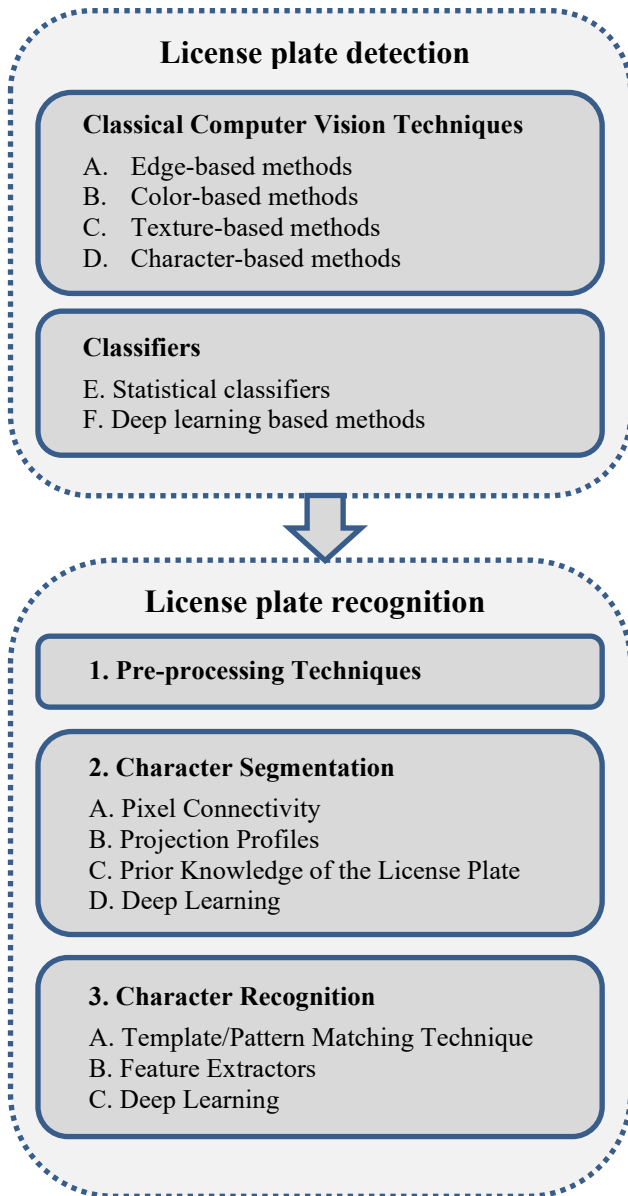 License plate detection
Classical Computer Vision Techniques
A. Edge-based methods
B. Color-based methods
C. Texture-based methods
D. Character-based methods
Classifiers
E. Statistical classifiers
F. Deep learning based methods
License plate recognition
1. Pre-processing Techniques
2. Character Segmentation
A. Pixel Connectivity
B. Projection Profiles
C. Prior Knowledge of the License Plate
D. Deep Learning
3. Character Recognition
A. Template/Pattern Matching Technique
B. Feature Extractors
C. Deep Learning